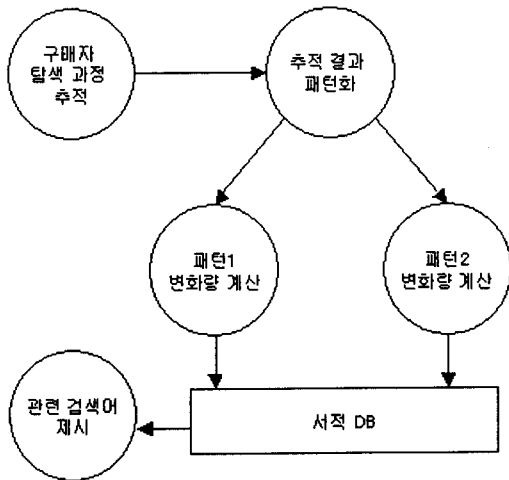 구매자
탐색 과정
추적
추적 결과
패턴화
패턴1
변화량 계산
패턴2
변화량 계산
관련 검색어
제시
서적 DB